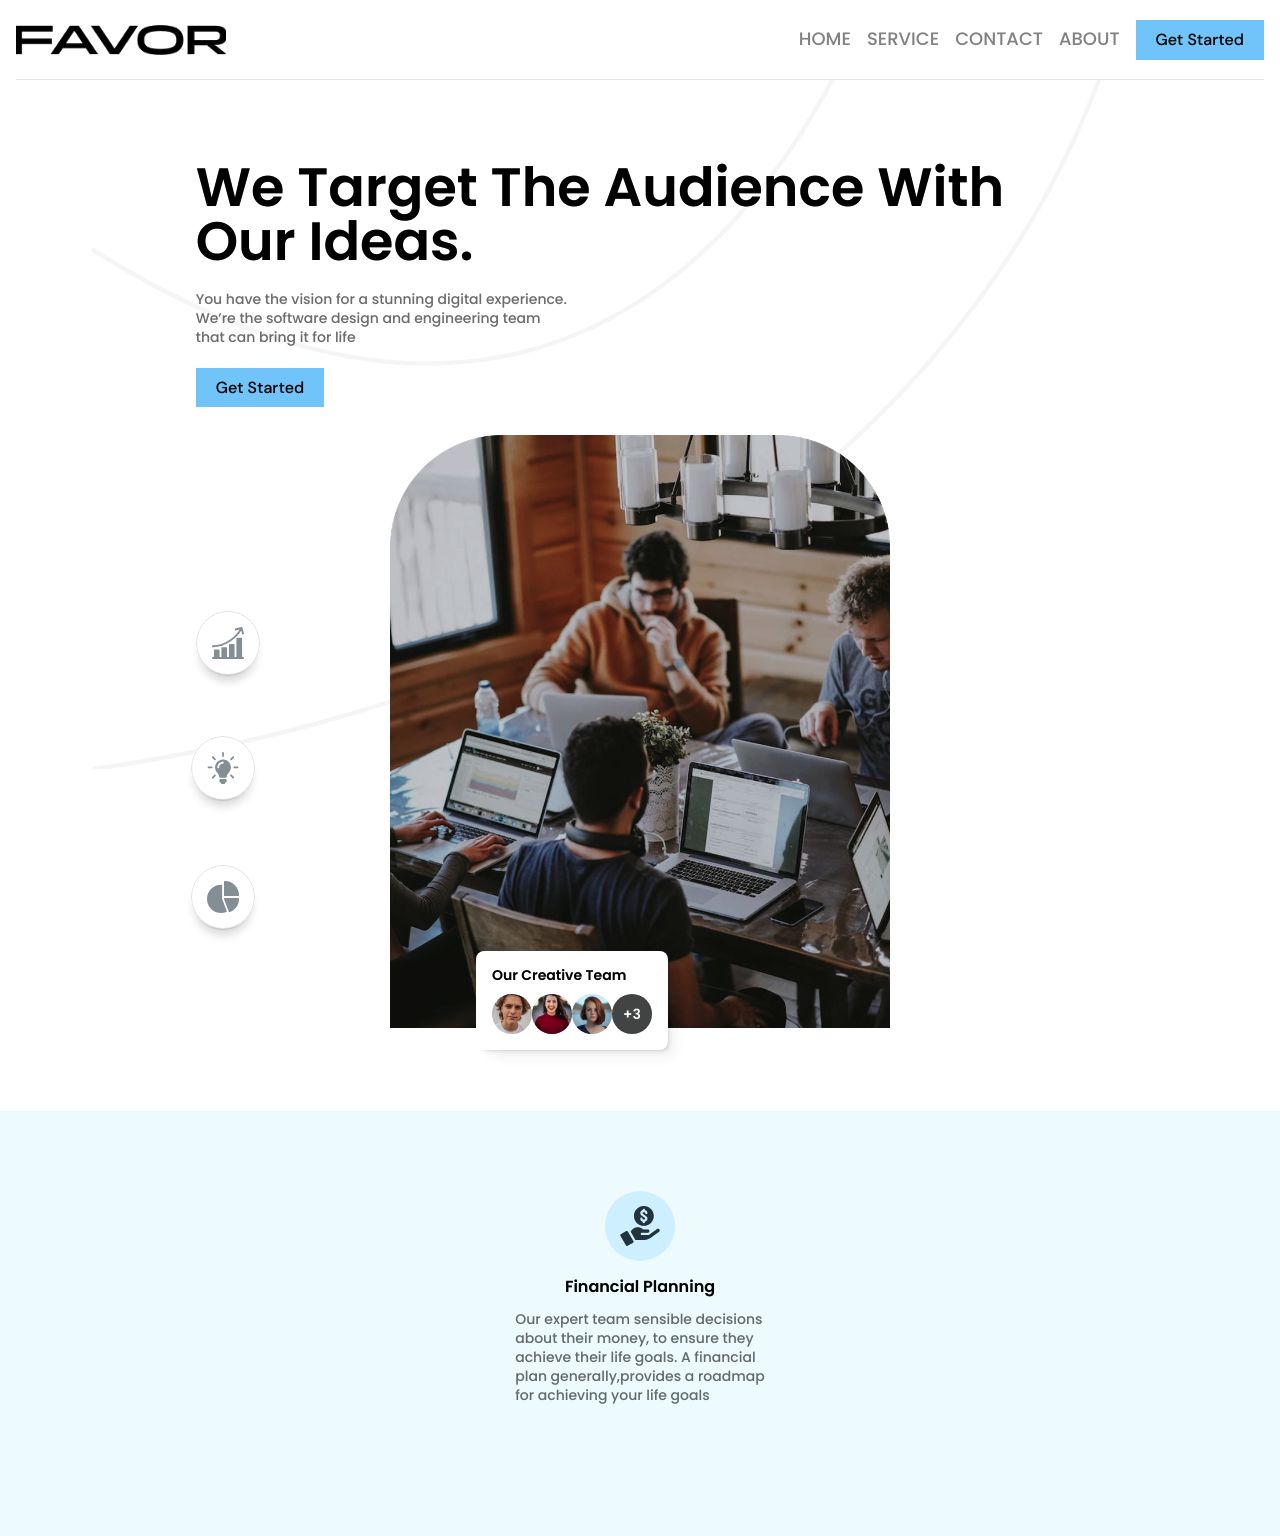 FAVOR
HOME SERVICE CONTACT ABOUT Get Started
We Target The Audience With
Our Ideas.
You have the vision for a stunning digital experience.
We’re the software design and engineering team
that can bring it for life
Get Started
Our Creative Team
+3
Financial Planning
Our expert team sensible decisions
about their money, to ensure they
achieve their life goals. A financial
plan generally,provides a roadmap
for achieving your life goals